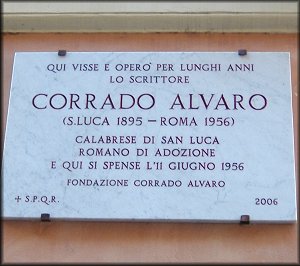 QUI VISSE E OPERÒ PER LUNGHI ANNI
LO SCRITTORE
CORRADO ALVARO
(S.LUCA 1895 – ROMA 1956)
CALABRESE DI SAN LUCA
ROMANO DI ADOZIONE
E QUI SI SPENSE L'11 GIUGNO 1956
FONDAZIONE CORRADO ALVARO
+ S.P.Q.R. 2006